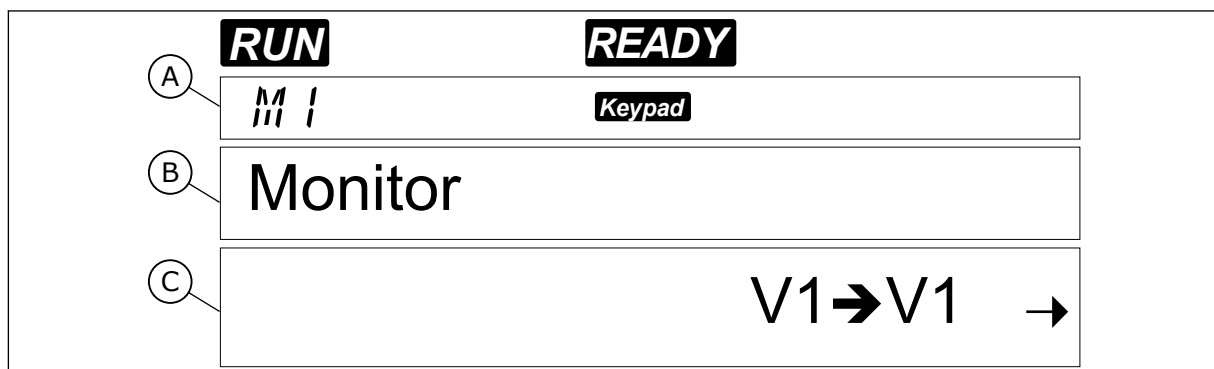 RUN READY
A M1 Keypad
B Monitor
C V1➔V1 →